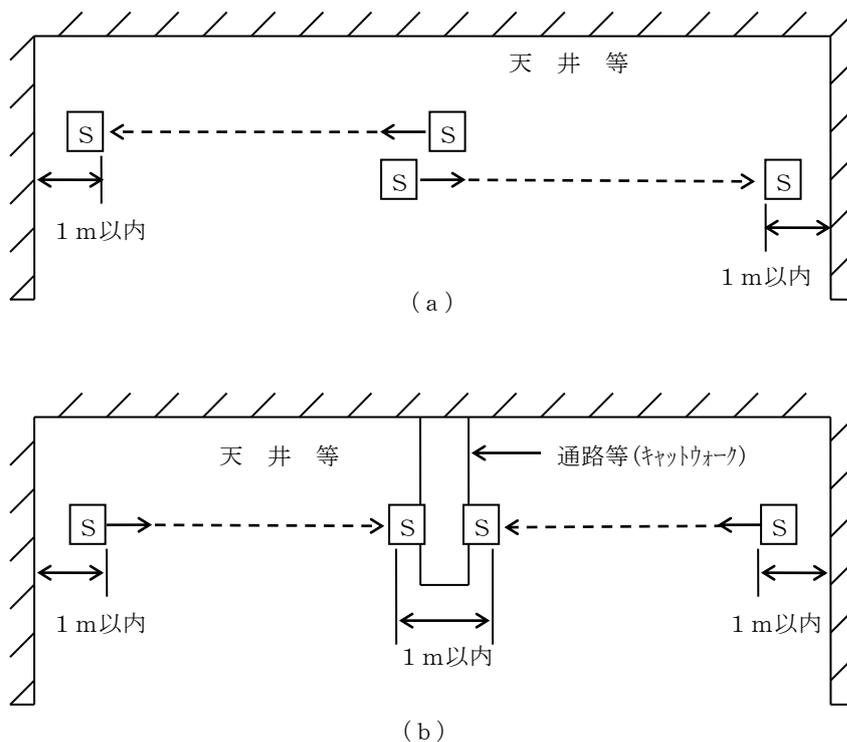 天 井 等
S S
S S
１ｍ以内
１ｍ以内
（ａ）
天 井 等
通路等(ｷｬｯﾄｳｫｰｸ)
S S S S
１ｍ以内
１ｍ以内
１ｍ以内
（ｂ）